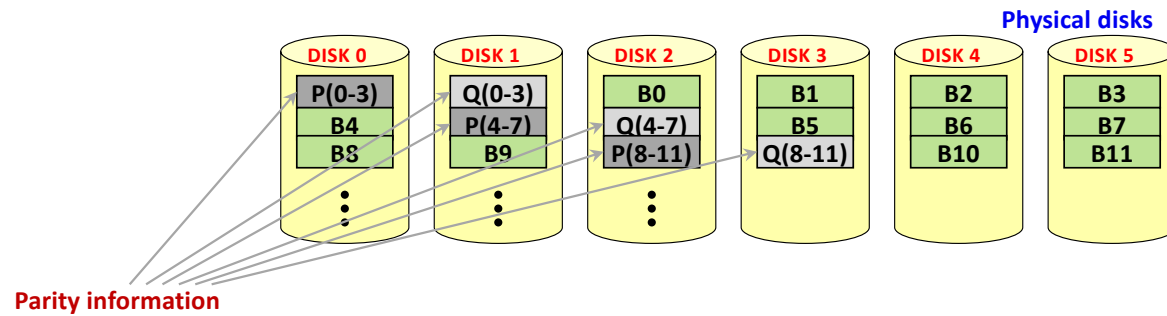 Physical disks
DISK 0 DISK 1 DISK 2 DISK 3 DISK 4 DISK 5
P(0-3) Q(0-3) B0 B1 B2 B3
B4 P(4-7) Q(4-7) B5 B6 B7
B8 B9 P(8-11) Q(8-11) B10 B11
Parity information